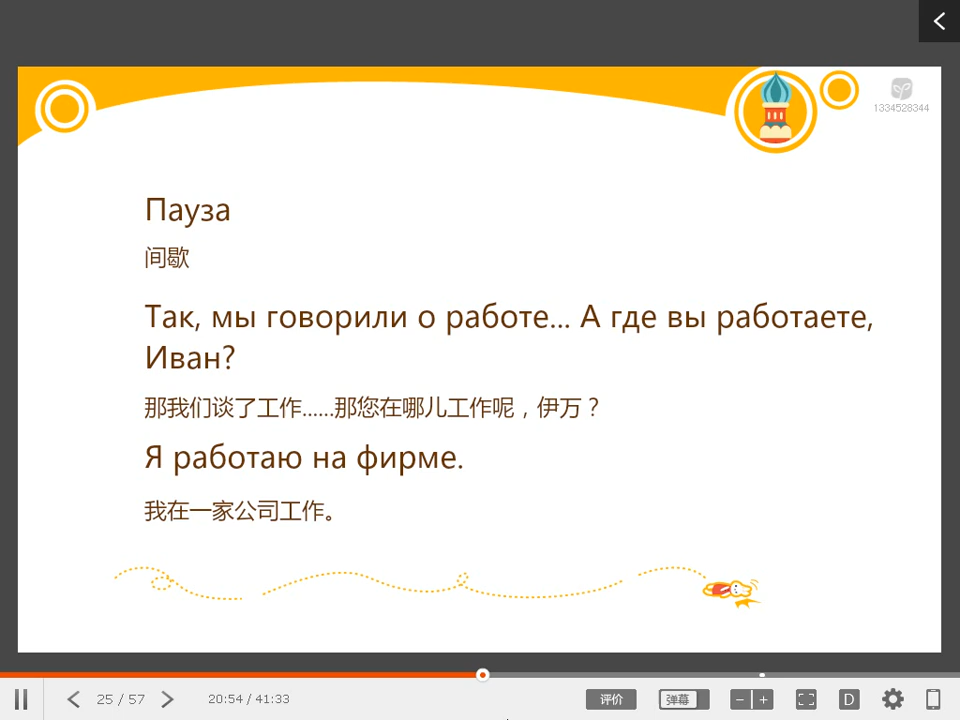 1334528344
Пауза
间歇
Так, мы говорили о работе... А где вы работаете,
Иван?
那我们谈了工作......那您在哪儿工作呢，伊万？
Я работаю на фирме.
我在一家公司工作。
25 / 57
20:54 / 41:33
评价
弹幕
D